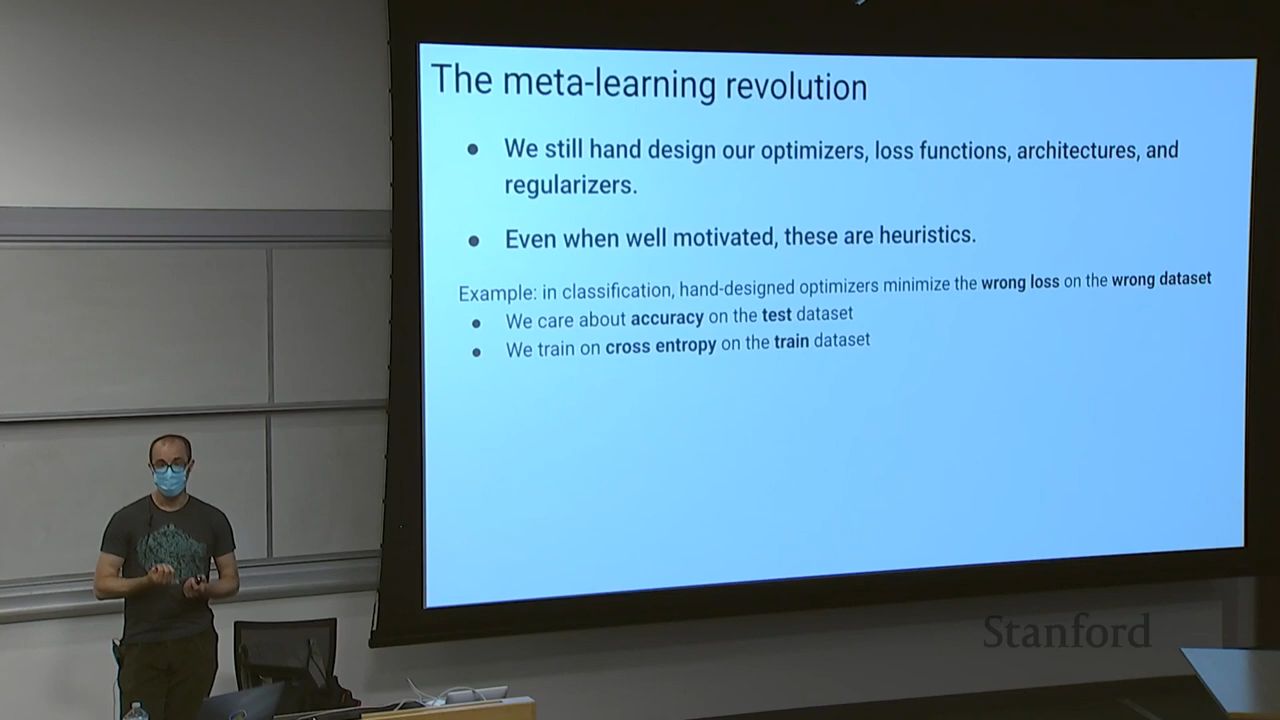 The meta-learning revolution
● We still hand design our optimizers, loss functions, architectures, and
regularizers.
● Even when well motivated, these are heuristics.
Example: in classification, hand-designed optimizers minimize the wrong loss on the wrong dataset
● We care about accuracy on the test dataset
● We train on cross entropy on the train dataset
Stanford